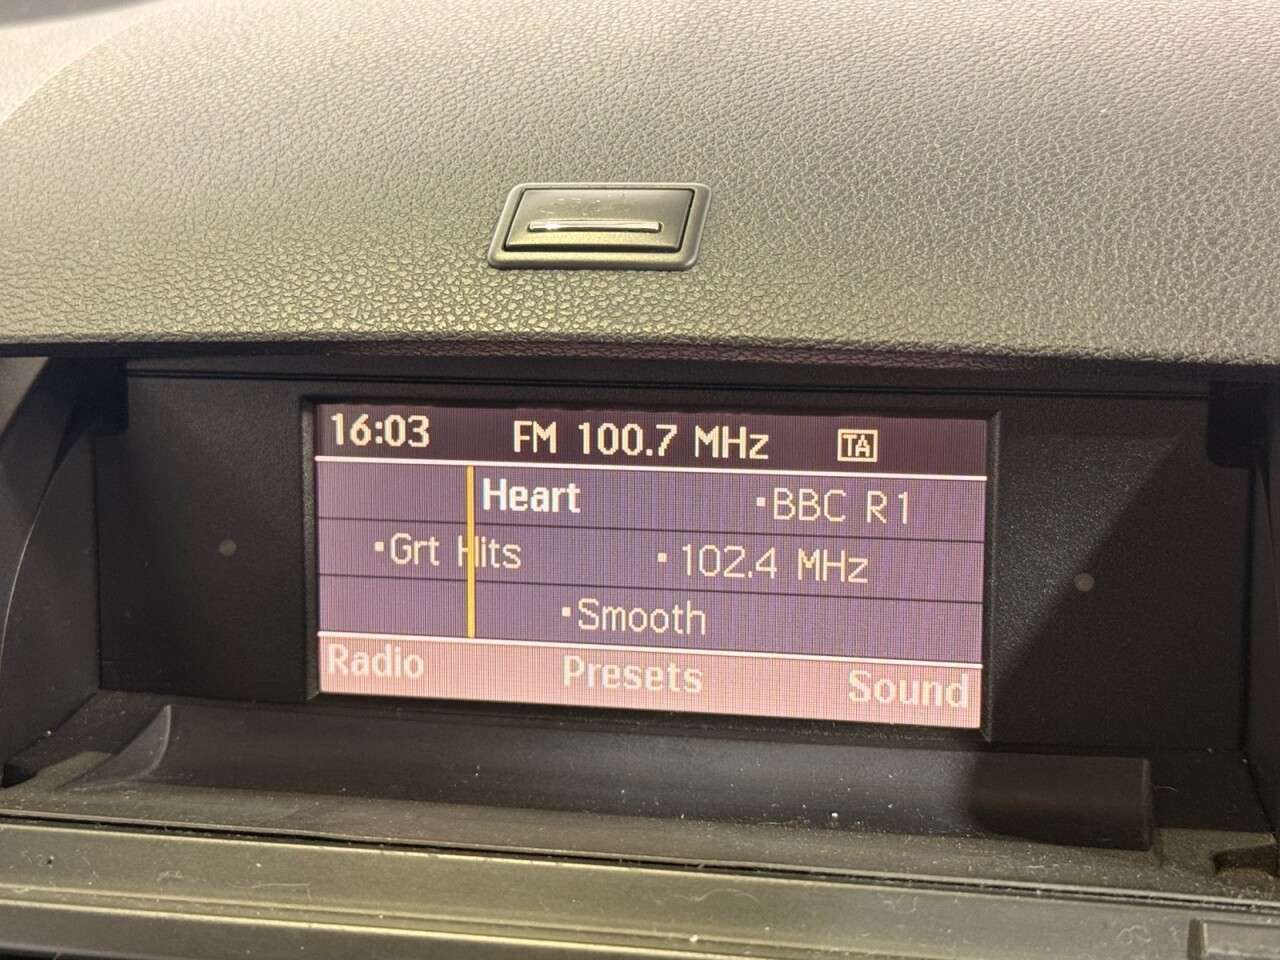 16:03 FM 100.7 MHz TA
Heart •BBC R1
•Grt Hits •102.4 MHz
•Smooth
Radio Presets Sound